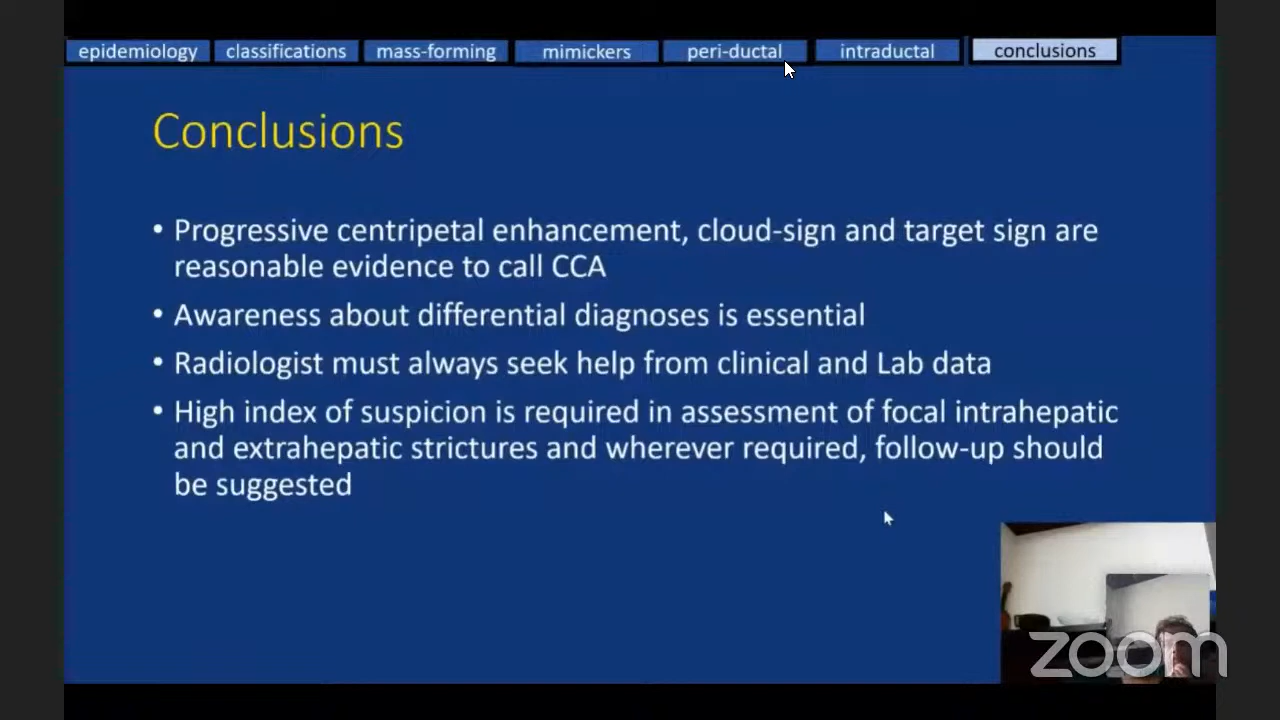 epidemiology classifications mass-forming mimickers peri-ductal intraductal conclusions
Conclusions
• Progressive centripetal enhancement, cloud-sign and target sign are
reasonable evidence to call CCA
• Awareness about differential diagnoses is essential
• Radiologist must always seek help from clinical and Lab data
• High index of suspicion is required in assessment of focal intrahepatic
and extrahepatic strictures and wherever required, follow-up should
be suggested
zoom